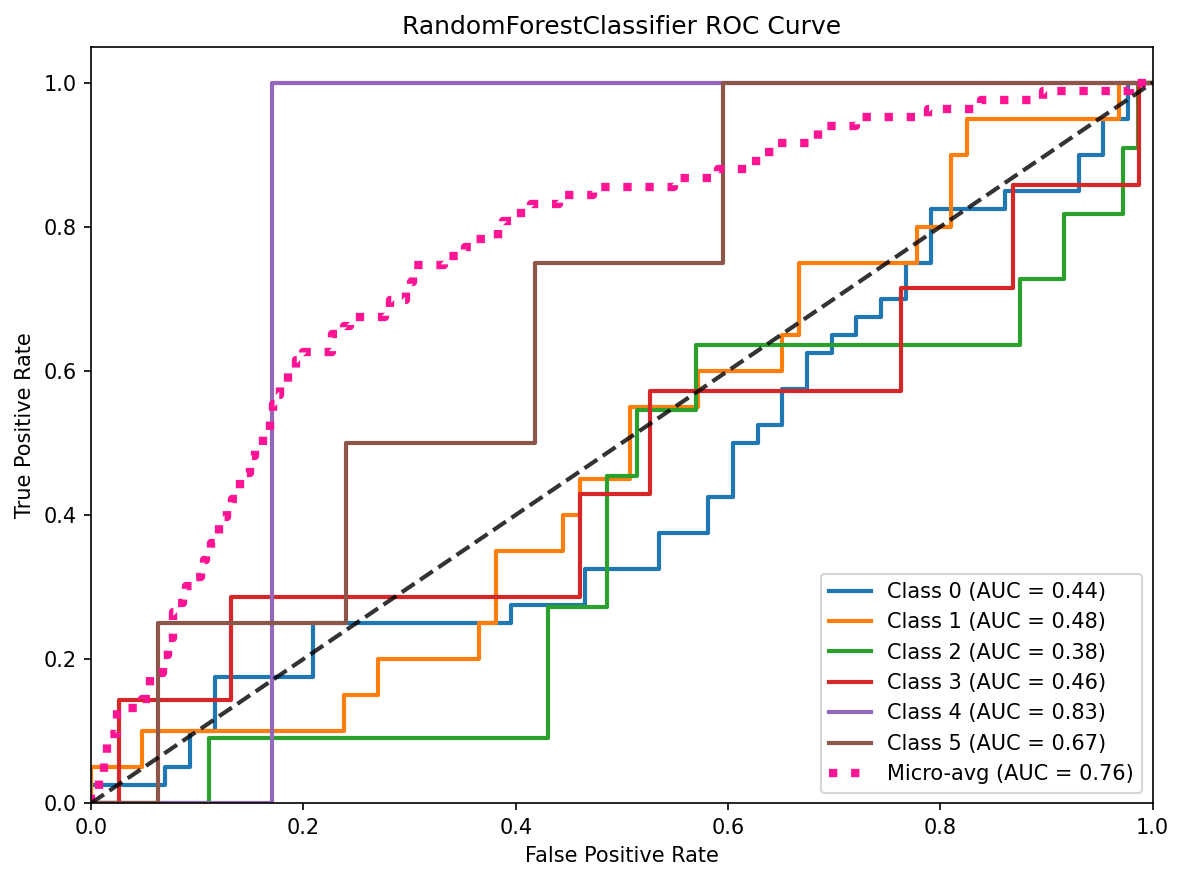 RandomForestClassifier ROC Curve
True Positive Rate
1.0
0.8
0.6
0.4
0.2
0.0
0.0 0.2 0.4 0.6 0.8 1.0
False Positive Rate
Class 0 (AUC = 0.44)
Class 1 (AUC = 0.48)
Class 2 (AUC = 0.38)
Class 3 (AUC = 0.46)
Class 4 (AUC = 0.83)
Class 5 (AUC = 0.67)
Micro-avg (AUC = 0.76)